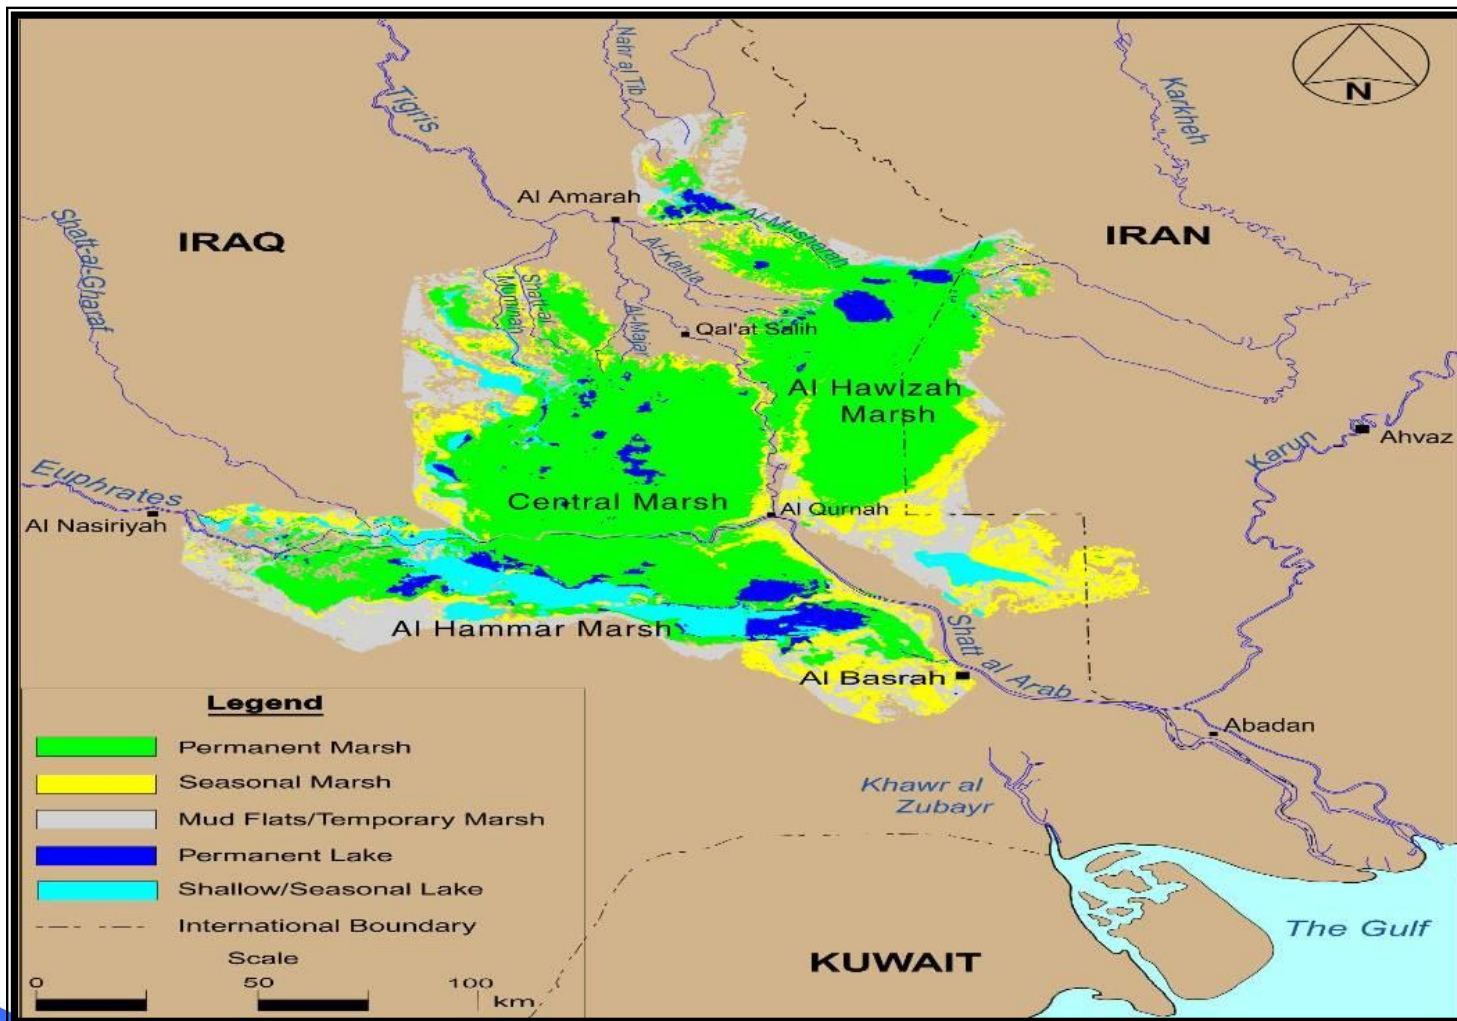 Nahr al Tib
Tigris
Karkheh
N
Al Amarah
Shatt-al-Gharaf
IRAQ
Al-Musharah
IRAN
Al-Kahla
Shatt-al
Muminah
Al-Majar
Qal'at Salih
Al Hawizah
Marsh
Karun
Ahvaz
Euphrates
Central Marsh
Al Qurnah
Al Nasiriyah
Al Hammar Marsh
Shatt al Arab
Al Basrah
Abadan
Khawr al
Zubayr
The Gulf
KUWAIT
Legend
Permanent Marsh
Seasonal Marsh
Mud Flats/Temporary Marsh
Permanent Lake
Shallow/Seasonal Lake
International Boundary
Scale
0 50 100
km